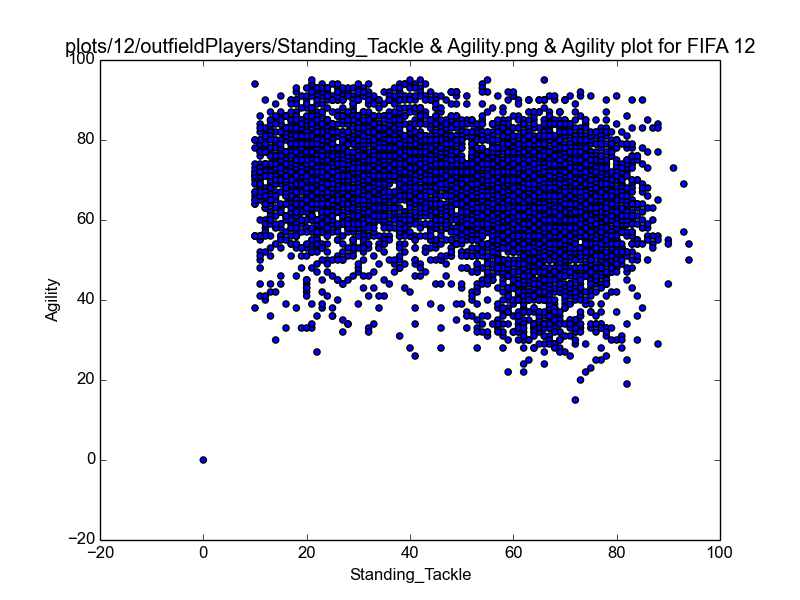 plots/12/outfieldPlayers/Standing_Tackle & Agility.png & Agility plot for FIFA 12
100
80
60
40
20
0
−20
Agility
−20 0 20 40 60 80 100
Standing_Tackle